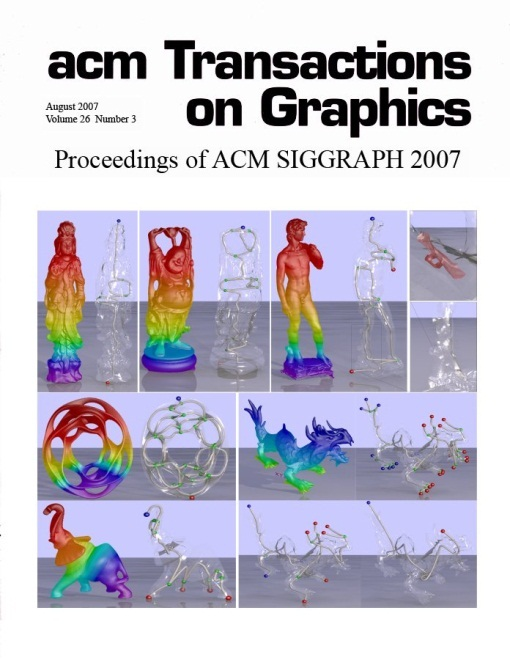 acm Transactions
on Graphics
August 2007
Volume 26 Number 3
Proceedings of ACM SIGGRAPH 2007